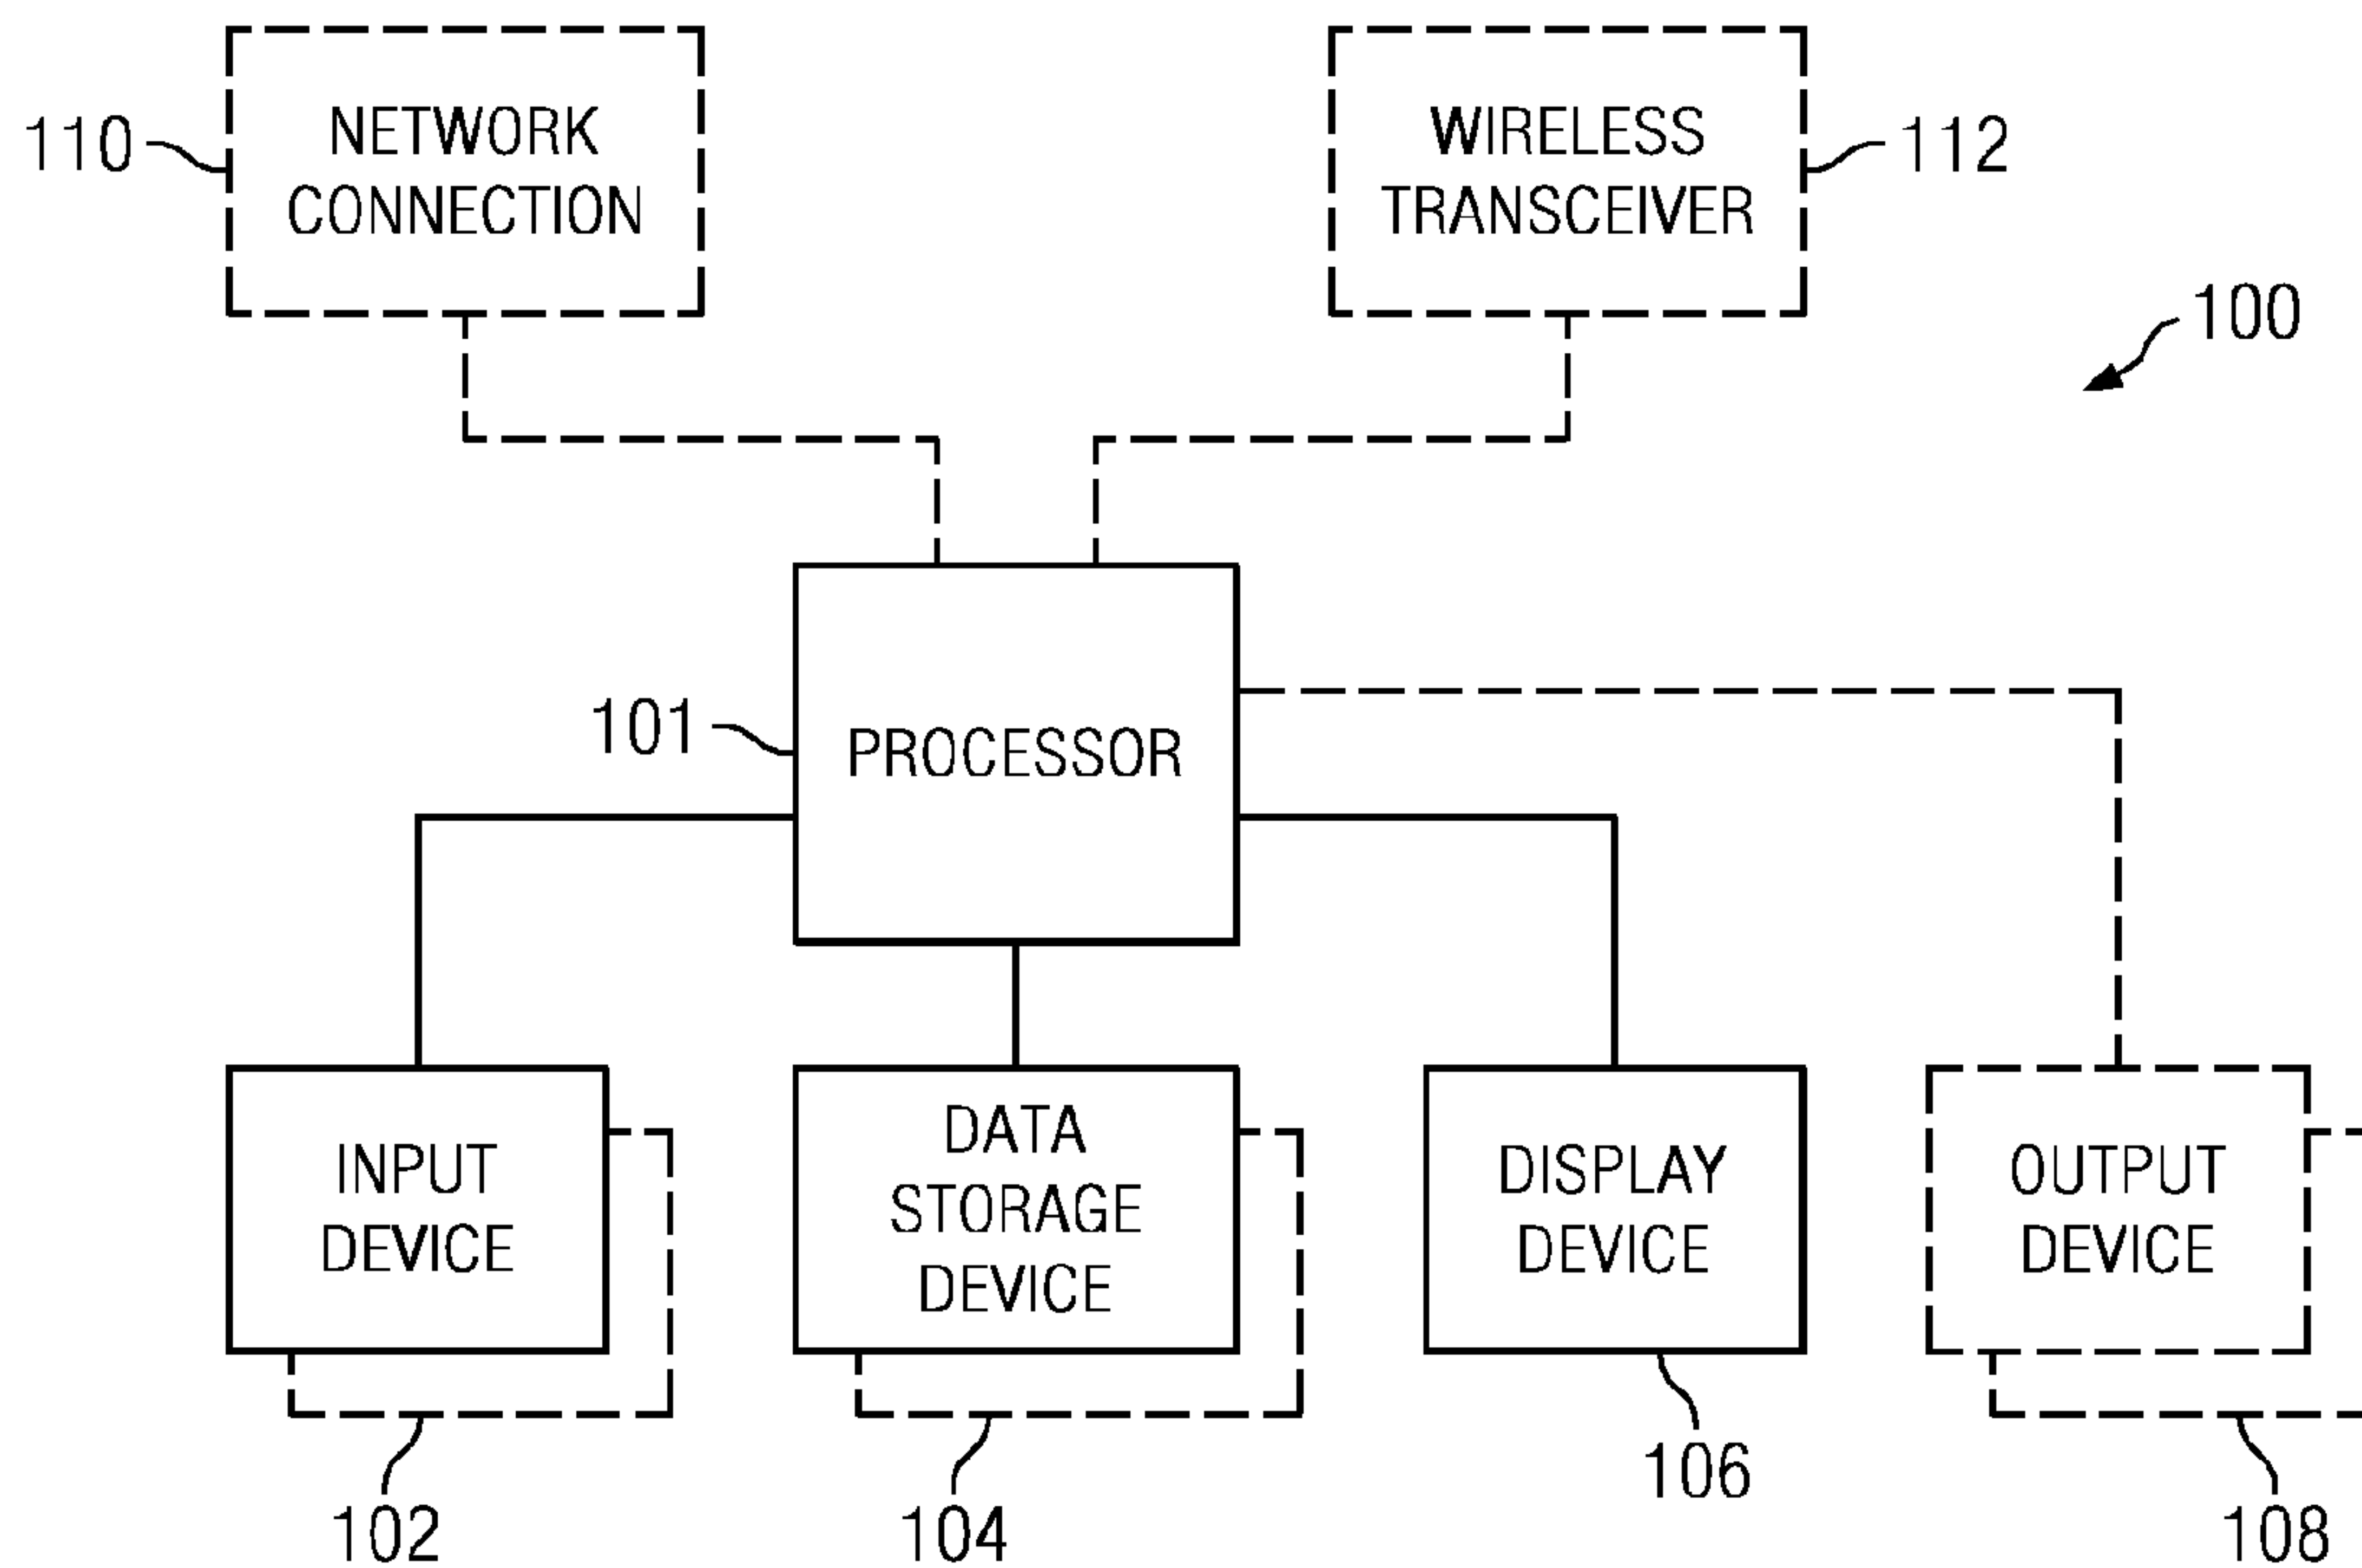 110
NETWORK
CONNECTION
WIRELESS
TRANSCEIVER
112
100
101
PROCESSOR
INPUT
DEVICE
DATA
STORAGE
DEVICE
DISPLAY
DEVICE
OUTPUT
DEVICE
102
104
106
108